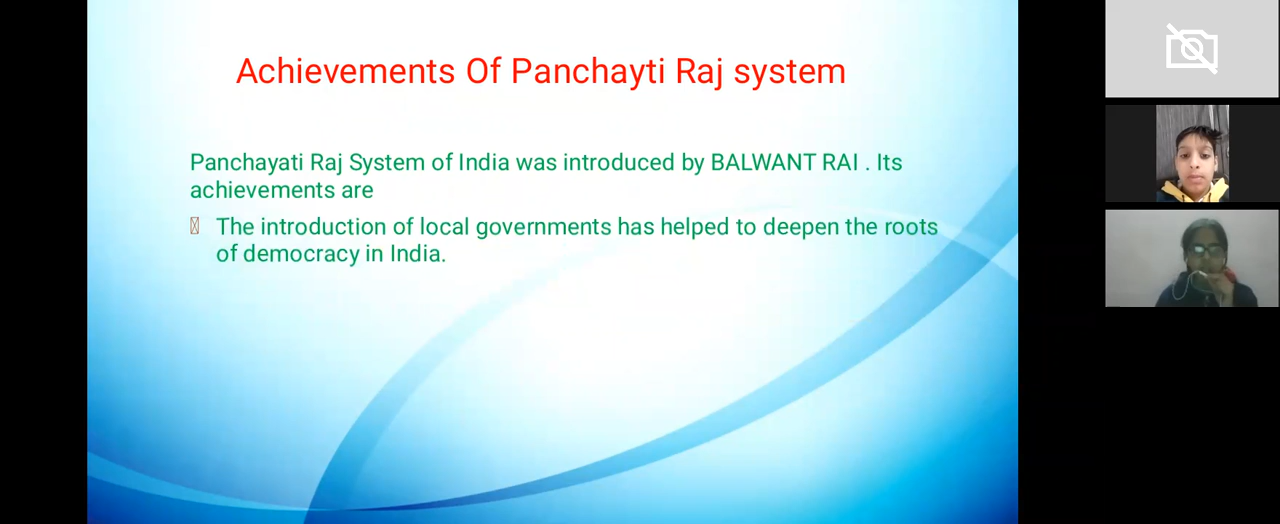 Achievements Of Panchayti Raj system
Panchayati Raj System of India was introduced by BALWANT RAI . Its
achievements are
The introduction of local governments has helped to deepen the roots
of democracy in India.